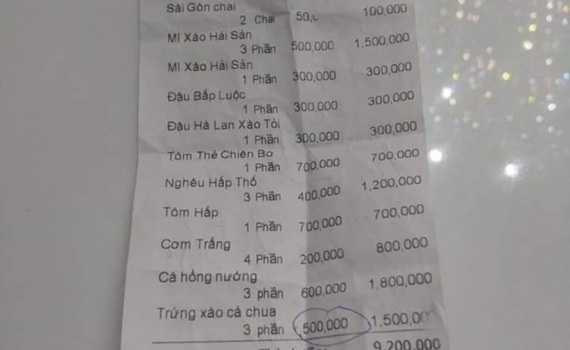 Sài Gòn chai
2 Chai 50,0 100,000
Mì Xào Hải Sản
3 Phần 500,000 1,500,000
Mì Xào Hải Sản
1 Phần 300,000 300,000
Đậu Bắp Luộc
1 Phần 300,000 300,000
Đậu Hà Lan Xào Tỏi
1 Phần 300,000 300,000
Tôm Thẻ Chiên Bơ
1 Phần 700,000 700,000
Nghêu Hấp Thố
3 Phần 400,000 1,200,000
Tôm Hấp
1 Phần 700,000 700,000
Cơm Trắng
4 Phần 200,000 800,000
Cá hồng nướng
3 phần 600,000 1,800,000
Trứng xào cà chua
3 phần 500,000 1,500,000
9,200,000